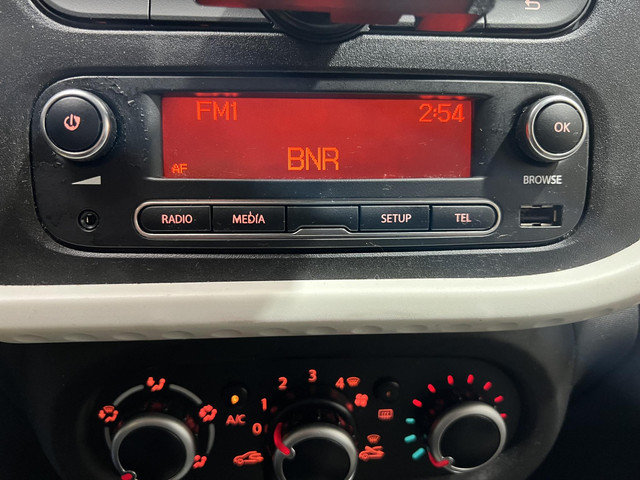 FM1 2:54
BNR
AF
OK
BROWSE
RADIO MEDIA SETUP TEL
0 1 2 3 4
A/C